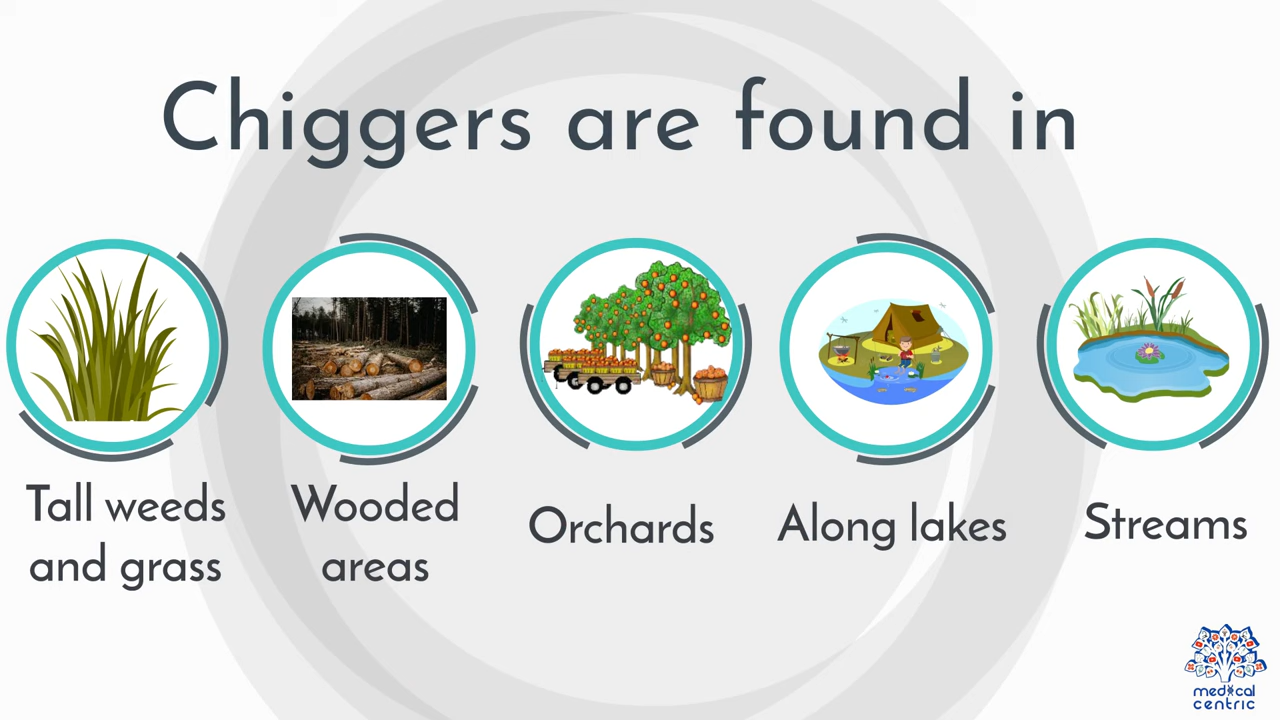 Chiggers are found in
Tall weeds
and grass
Wooded
areas
Orchards
Along lakes
Streams
medical
centric